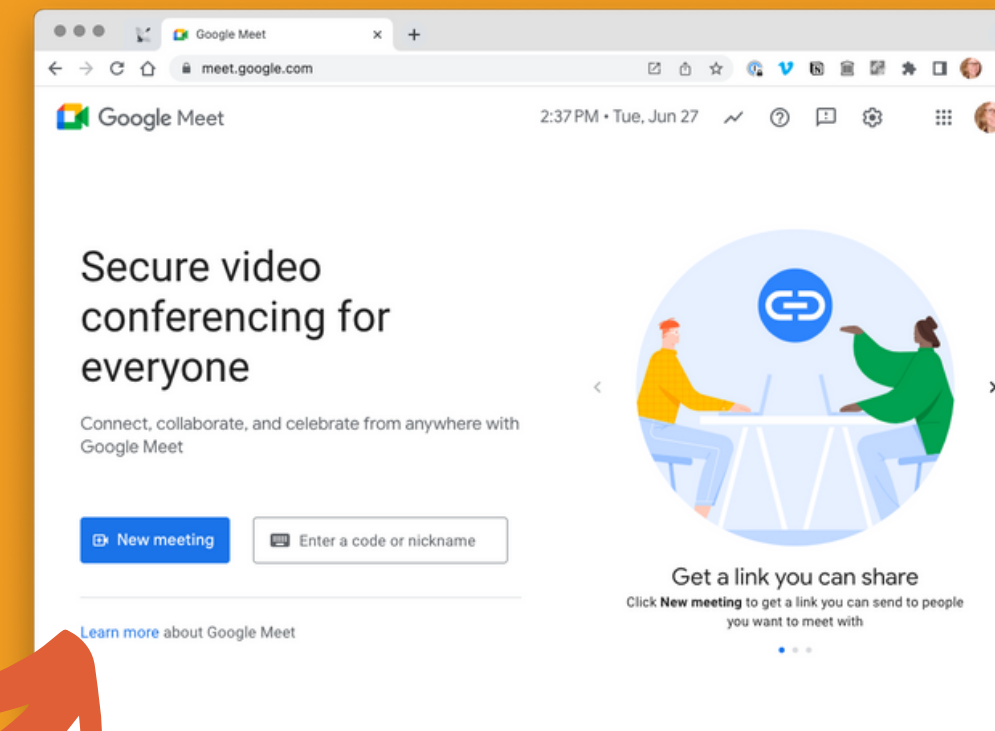 Google Meet
meet.google.com
Google Meet
2:37 PM • Tue, Jun 27
Secure video
conferencing for
everyone
Connect, collaborate, and celebrate from anywhere with
Google Meet
New meeting
Enter a code or nickname
Learn more about Google Meet
Get a link you can share
Click New meeting to get a link you can send to people
you want to meet with